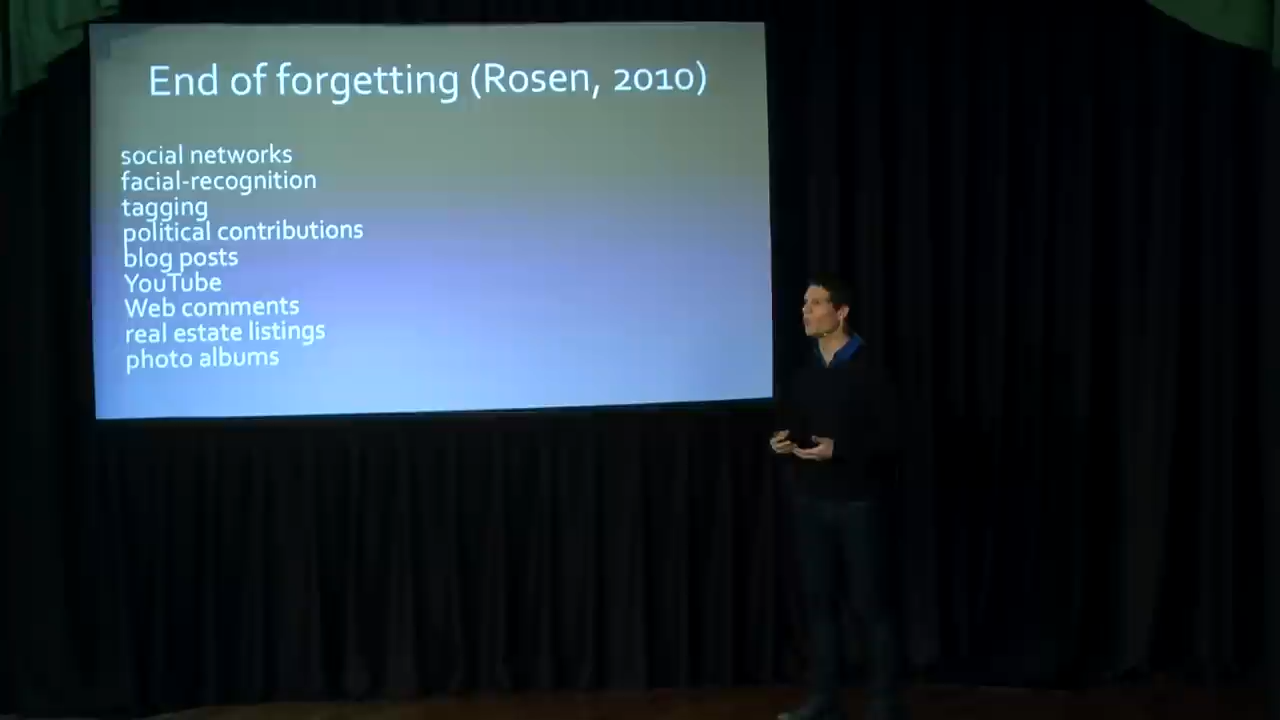 End of forgetting (Rosen, 2010)
social networks
facial-recognition
tagging
political contributions
blog posts
YouTube
Web comments
real estate listings
photo albums